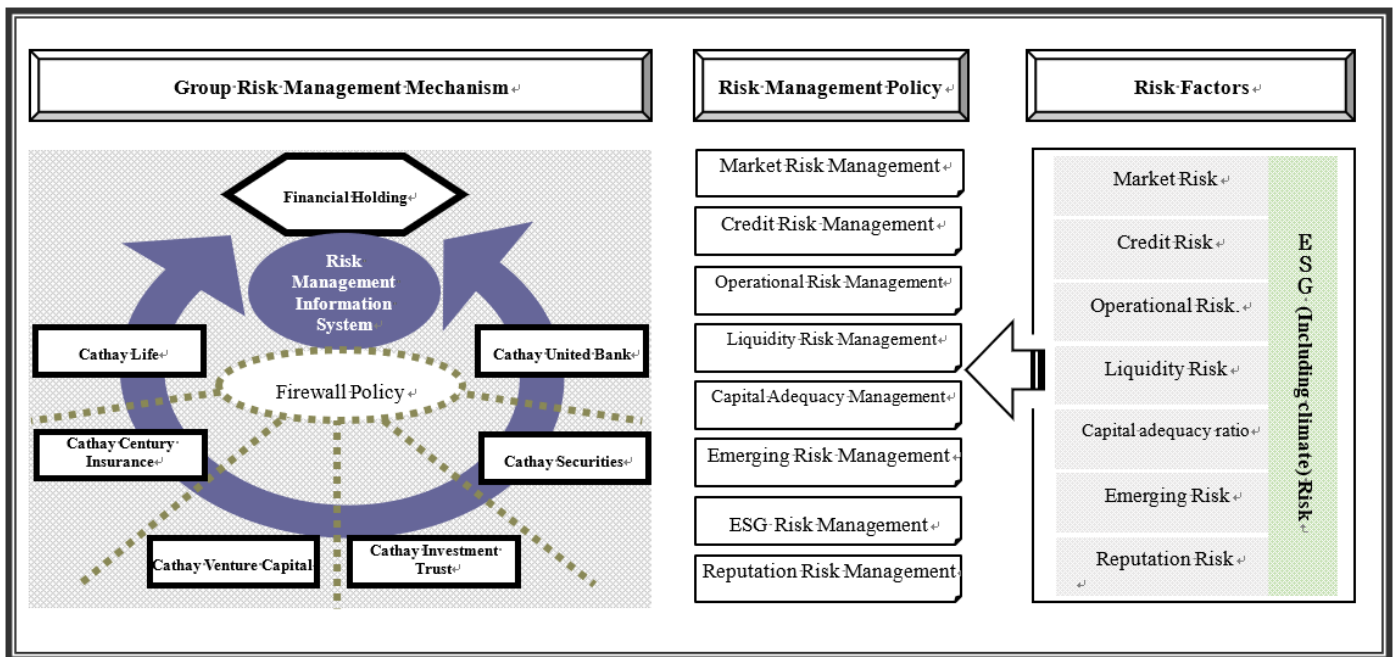 Group Risk Management Mechanism
Financial Holding
Risk
Management
Information
System
Cathay Life
Cathay United Bank
Firewall Policy
Cathay Century
Insurance
Cathay Securities
Cathay Venture Capital
Cathay Investment
Trust
Risk Management Policy
Market Risk Management
Credit Risk Management
Operational Risk Management
Liquidity Risk Management
Capital Adequacy Management
Emerging Risk Management
ESG Risk Management
Reputation Risk Management
Risk Factors
Market Risk
Credit Risk
Operational Risk.
Liquidity Risk
Capital adequacy ratio
Emerging Risk
Reputation Risk
ESG (Including climate) Risk